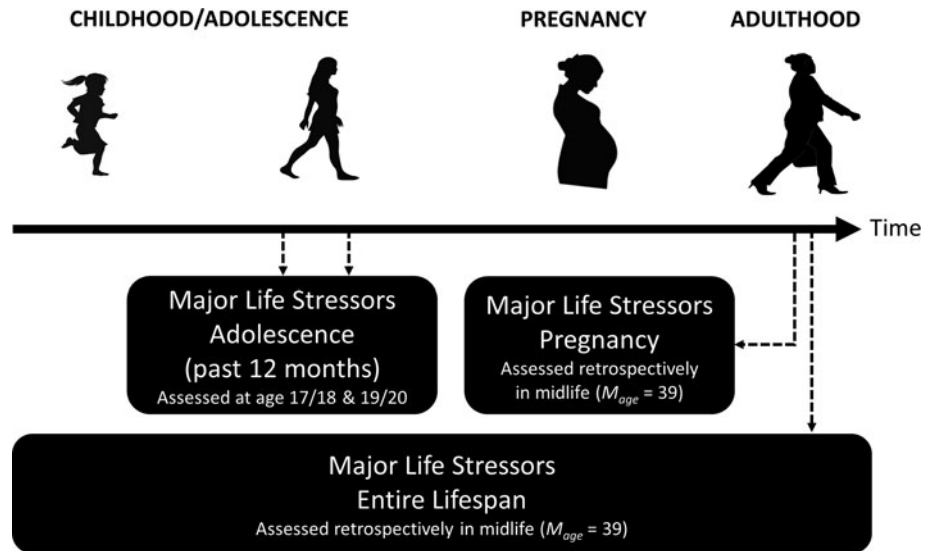 CHILDHOOD/ADOLESCENCE
PREGNANCY
ADULTHOOD
Time
Major Life Stressors
Adolescence
(past 12 months)
Assessed at age 17/18 & 19/20
Major Life Stressors
Pregnancy
Assessed retrospectively
in midlife (Mage = 39)
Major Life Stressors
Entire Lifespan
Assessed retrospectively in midlife (Mage = 39)